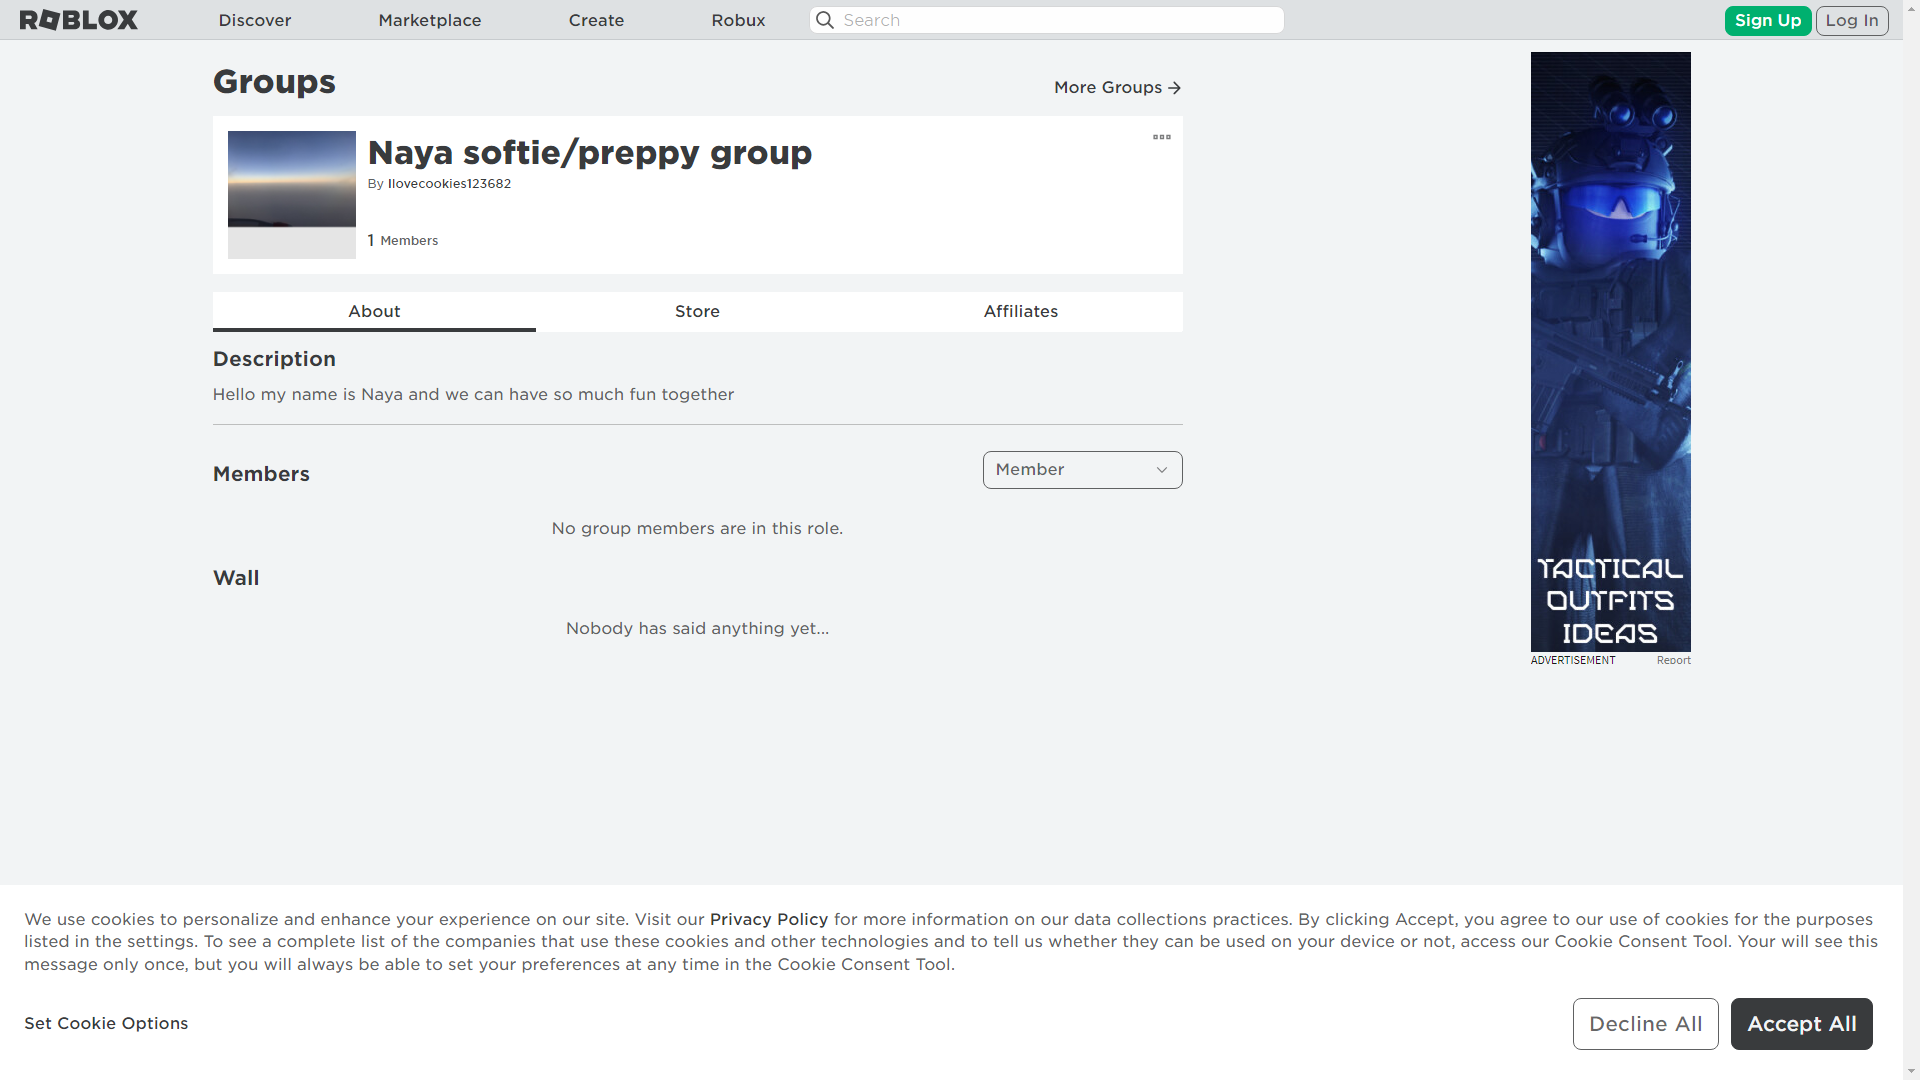 ROBLOX
Discover
Marketplace
Create
Robux
Search
Sign Up
Log In
Groups
More Groups
Naya softie/preppy group
By Ilovecookies123682
1 Members
About
Store
Affiliates
Description
Hello my name is Naya and we can have so much fun together
Members
Member
No group members are in this role.
Wall
Nobody has said anything yet...
TACTICAL
OUTFITS
IDEAS
ADVERTISEMENT
Report
We use cookies to personalize and enhance your experience on our site. Visit our Privacy Policy for more information on our data collections practices. By clicking Accept, you agree to our use of cookies for the purposes
listed in the settings. To see a complete list of the companies that use these cookies and other technologies and to tell us whether they can be used on your device or not, access our Cookie Consent Tool. Your will see this
message only once, but you will always be able to set your preferences at any time in the Cookie Consent Tool.
Set Cookie Options
Decline All
Accept All